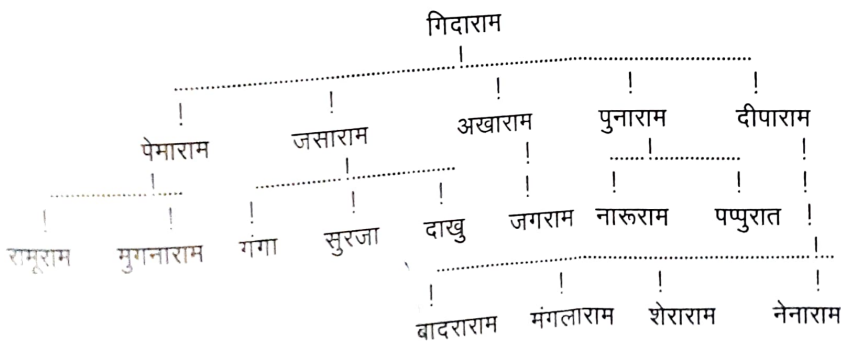 गिदाराम
पेमाराम जसाराम अखाराम पुनाराम दीपाराम
रामूराम मुगनाराम गंगा सुरजा दाखु जगराम नारूराम पप्पुरात
बादराराम मंगलाराम शेराराम नेनाराम